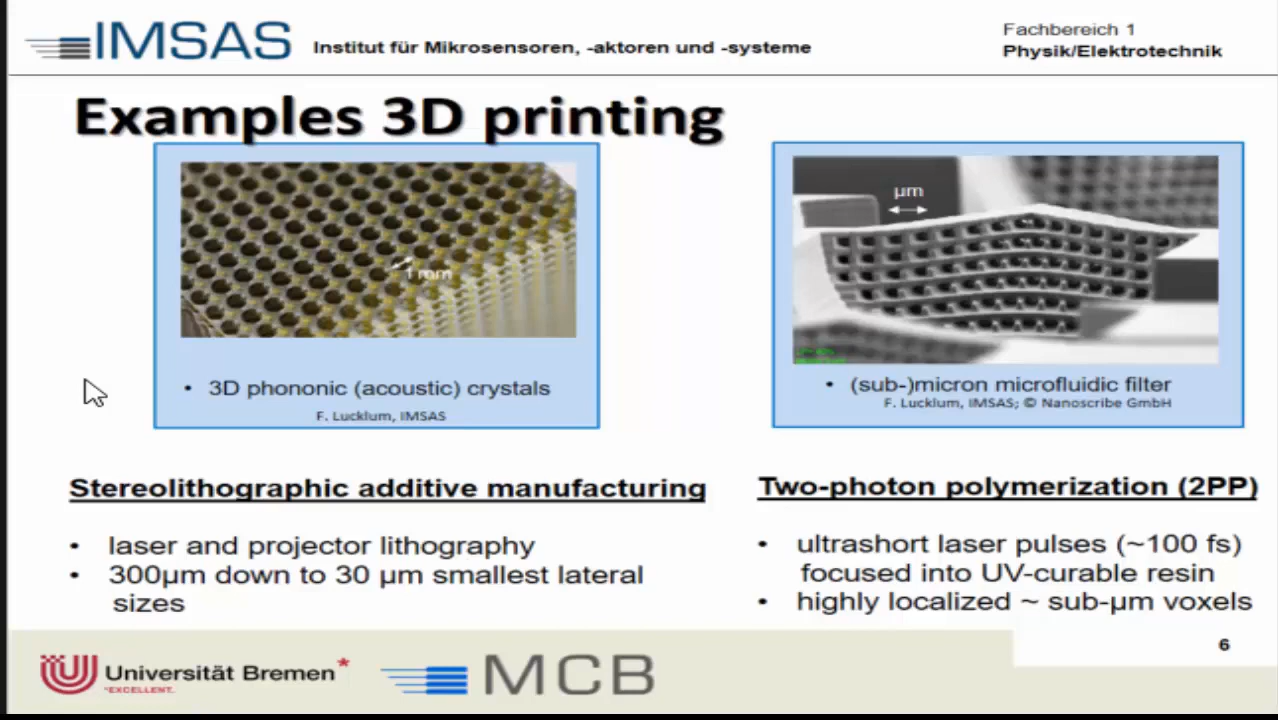 IMSAS Institut für Mikrosensoren, -aktoren und -systeme
Fachbereich 1
Physik/Elektrotechnik
Examples 3D printing
1 mm
• 3D phononic (acoustic) crystals
F. Lucklum, IMSAS
µm
• (sub-)micron microfluidic filter
F. Lucklum, IMSAS; © Nanoscribe GmbH
Stereolithographic additive manufacturing
• laser and projector lithography
• 300µm down to 30 µm smallest lateral
sizes
Two-photon polymerization (2PP)
• ultrashort laser pulses (~100 fs)
focused into UV-curable resin
• highly localized ~ sub-µm voxels
6
Universität Bremen*
*EXCELLENT.
MCB